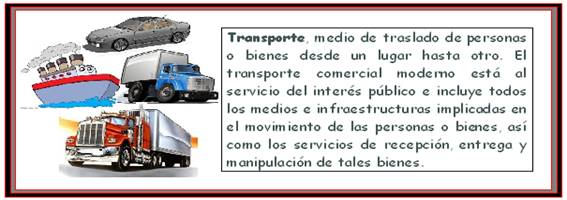 Transporte, medio de traslado de personas
o bienes desde un lugar hasta otro. El
transporte comercial moderno está al
servicio del interés público e incluye todos
los medios e infraestructuras implicadas en
el movimiento de las personas o bienes, así
como los servicios de recepción, entrega y
manipulación de tales bienes.